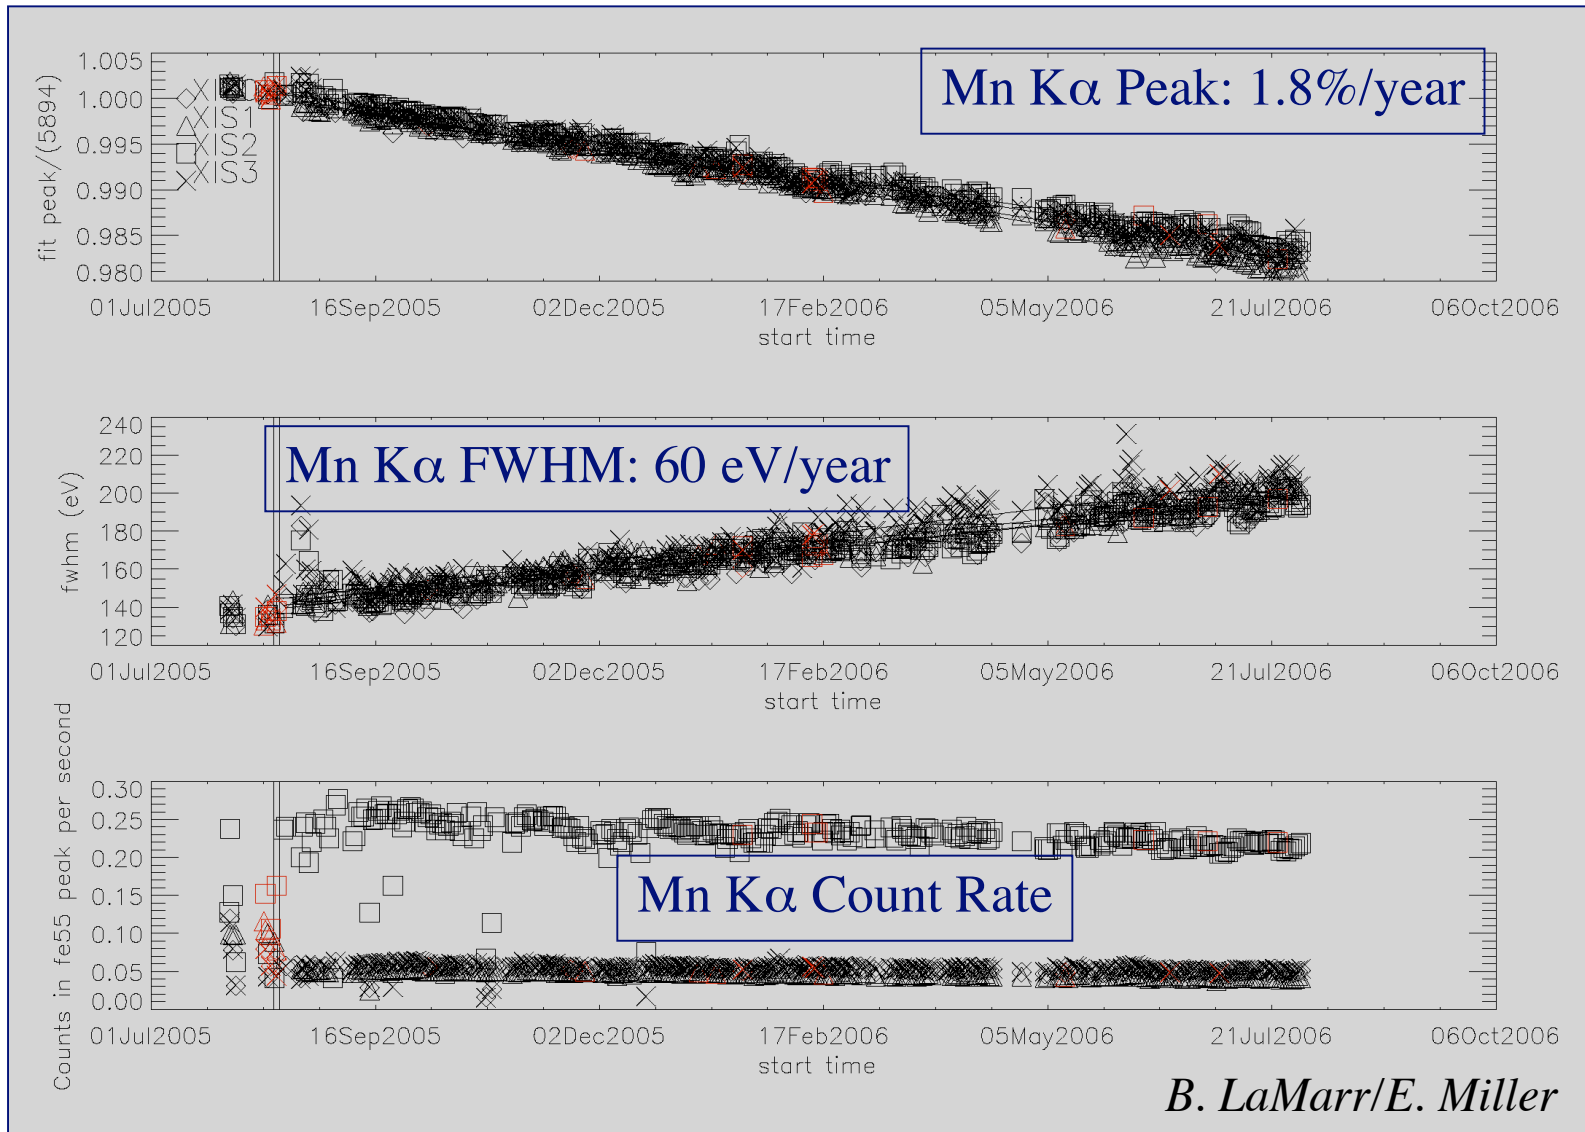 Mn Kα Peak: 1.8%/year
fit peak/(5894)
1.005
1.000
0.995
0.990
0.985
0.980
XIS1
XIS2
XIS3
01Jul2005 16Sep2005 02Dec2005 17Feb2006 05May2006 21Jul2006 06Oct2006
start time
Mn Kα FWHM: 60 eV/year
fwhm (eV)
240
220
200
180
160
140
120
01Jul2005 16Sep2005 02Dec2005 17Feb2006 05May2006 21Jul2006 06Oct2006
start time
Mn Kα Count Rate
Counts in fe55 peak per second
0.30
0.25
0.20
0.15
0.10
0.05
0.00
01Jul2005 16Sep2005 02Dec2005 17Feb2006 05May2006 21Jul2006 06Oct2006
start time
B. LaMarr/E. Miller